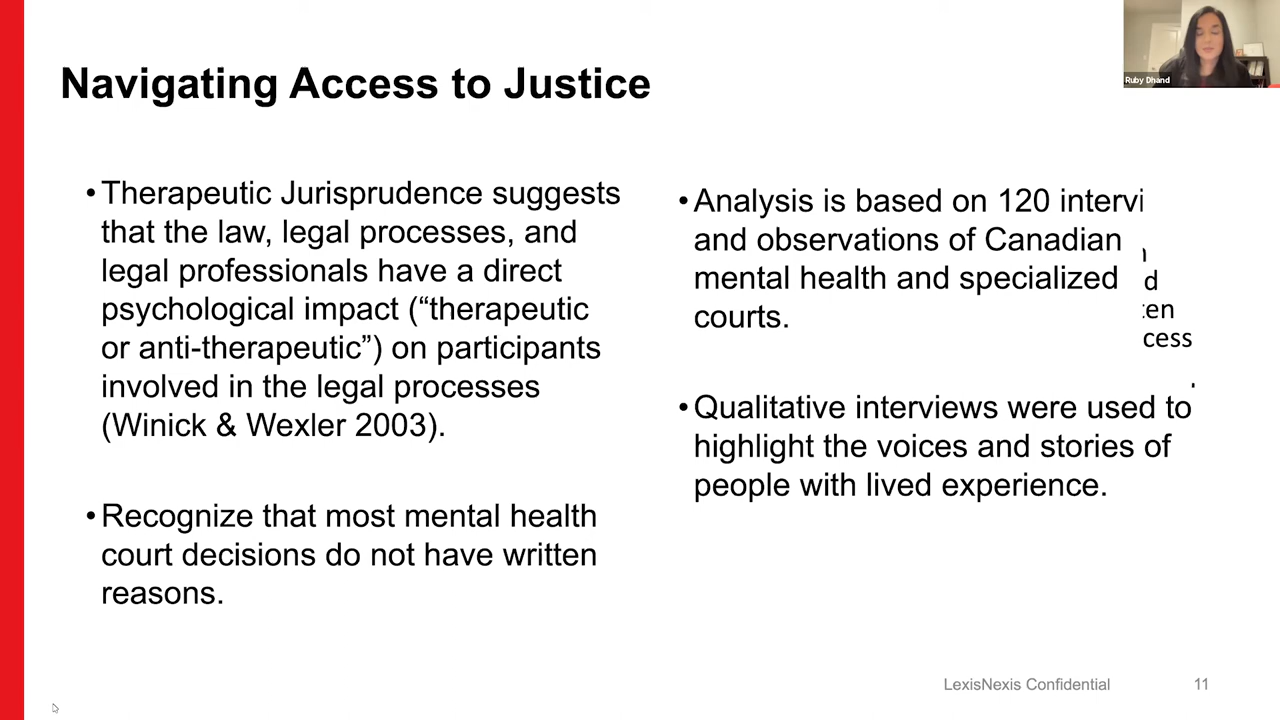 Ruby Dhand
Navigating Access to Justice
• Therapeutic Jurisprudence suggests
that the law, legal processes, and
legal professionals have a direct
psychological impact (“therapeutic
or anti-therapeutic”) on participants
involved in the legal processes
(Winick & Wexler 2003).
• Recognize that most mental health
court decisions do not have written
reasons.
• Analysis is based on 120
and observations of Canadian
mental health and specialized
courts.
• Qualitative interviews were used to
highlight the voices and stories of
people with lived experience.
LexisNexis Confidential
11